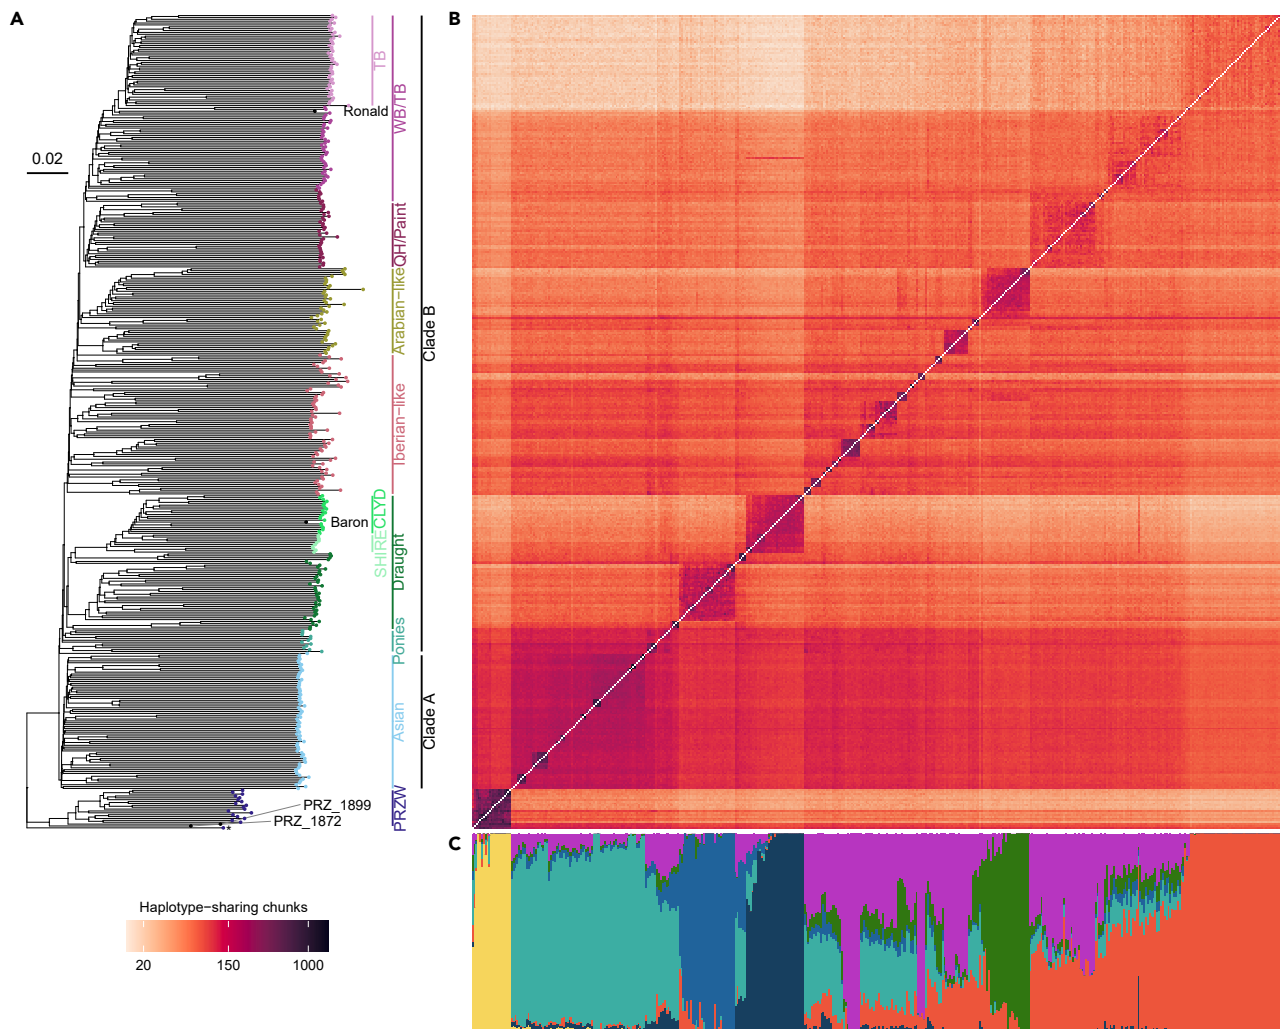 A
B
TB
Ronald
WB/TB
0.02
QH/Paint
Arabian−like
Clade B
Iberian−like
Baron
CLYD
SHIRE
Draught
Ponies
Asian
Clade A
PRZW
PRZ_1899
PRZ_1872
*
C
Haplotype−sharing chunks
20 150 1000